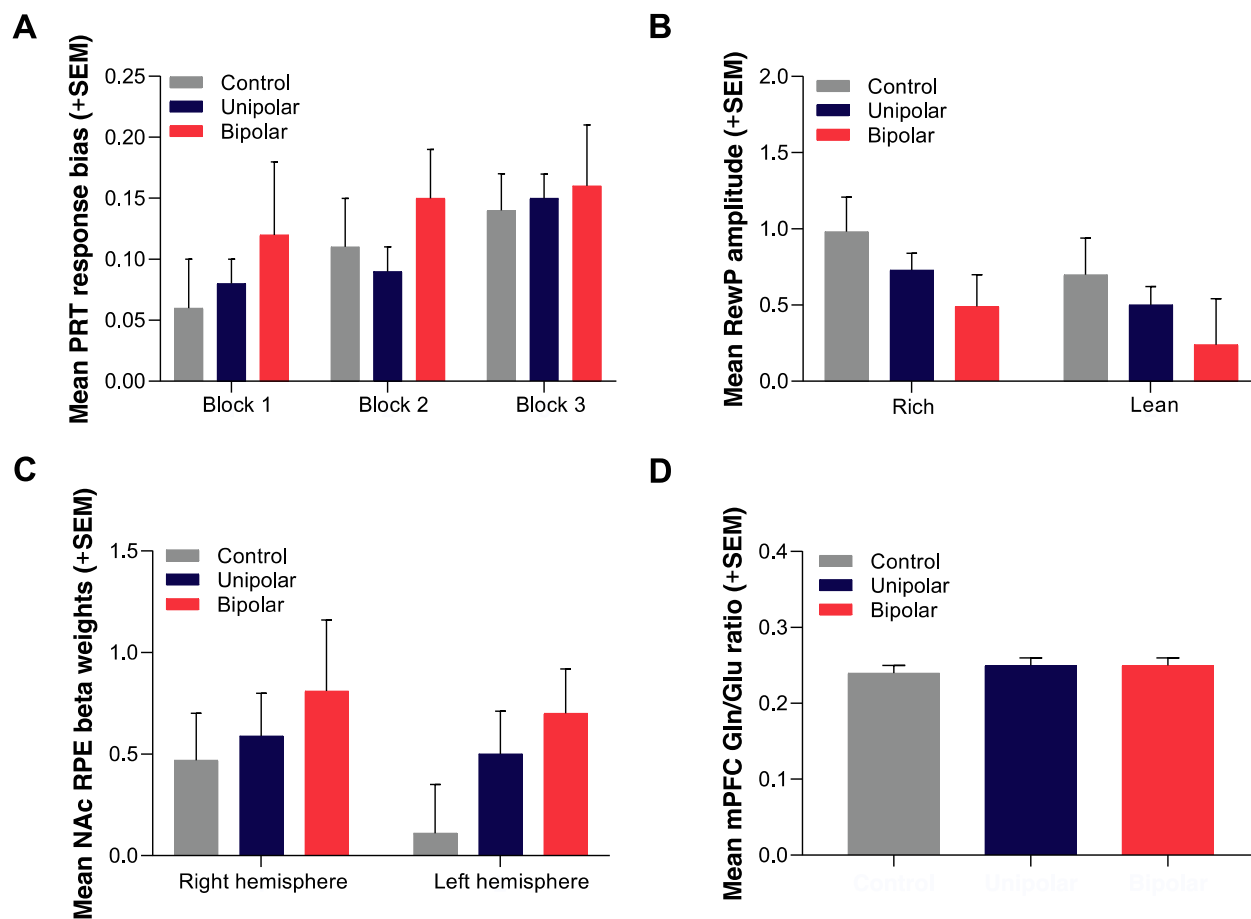 A
Mean PRT response bias (+SEM)
0.25
0.20
0.15
0.10
0.05
0.00
Control
Unipolar
Bipolar
Block 1 Block 2 Block 3
B
Mean RewP amplitude (+SEM)
2.0
1.5
1.0
0.5
0.0
Control
Unipolar
Bipolar
Rich Lean
C
Mean NAc RPE beta weights (+SEM)
1.5
1.0
0.5
0.0
Control
Unipolar
Bipolar
Right hemisphere Left hemisphere
D
Mean mPFC Gln/Glu ratio (+SEM)
0.4
0.3
0.2
0.1
0.0
Control
Unipolar
Bipolar
Control Unipolar Bipolar